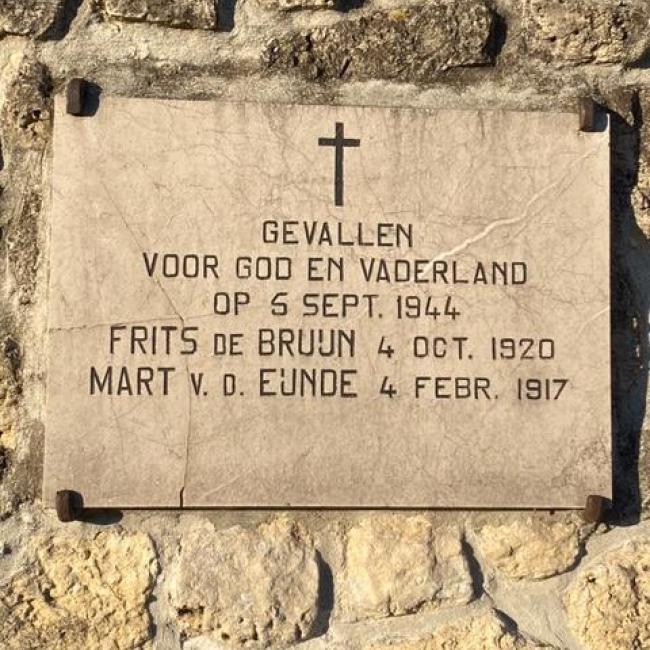 GEVALLEN
VOOR GOD EN VADERLAND
OP 5 SEPT. 1944
FRITS DE BRUIJN 4 OCT. 1920
MART V. D. EIJNDE 4 FEBR. 1917